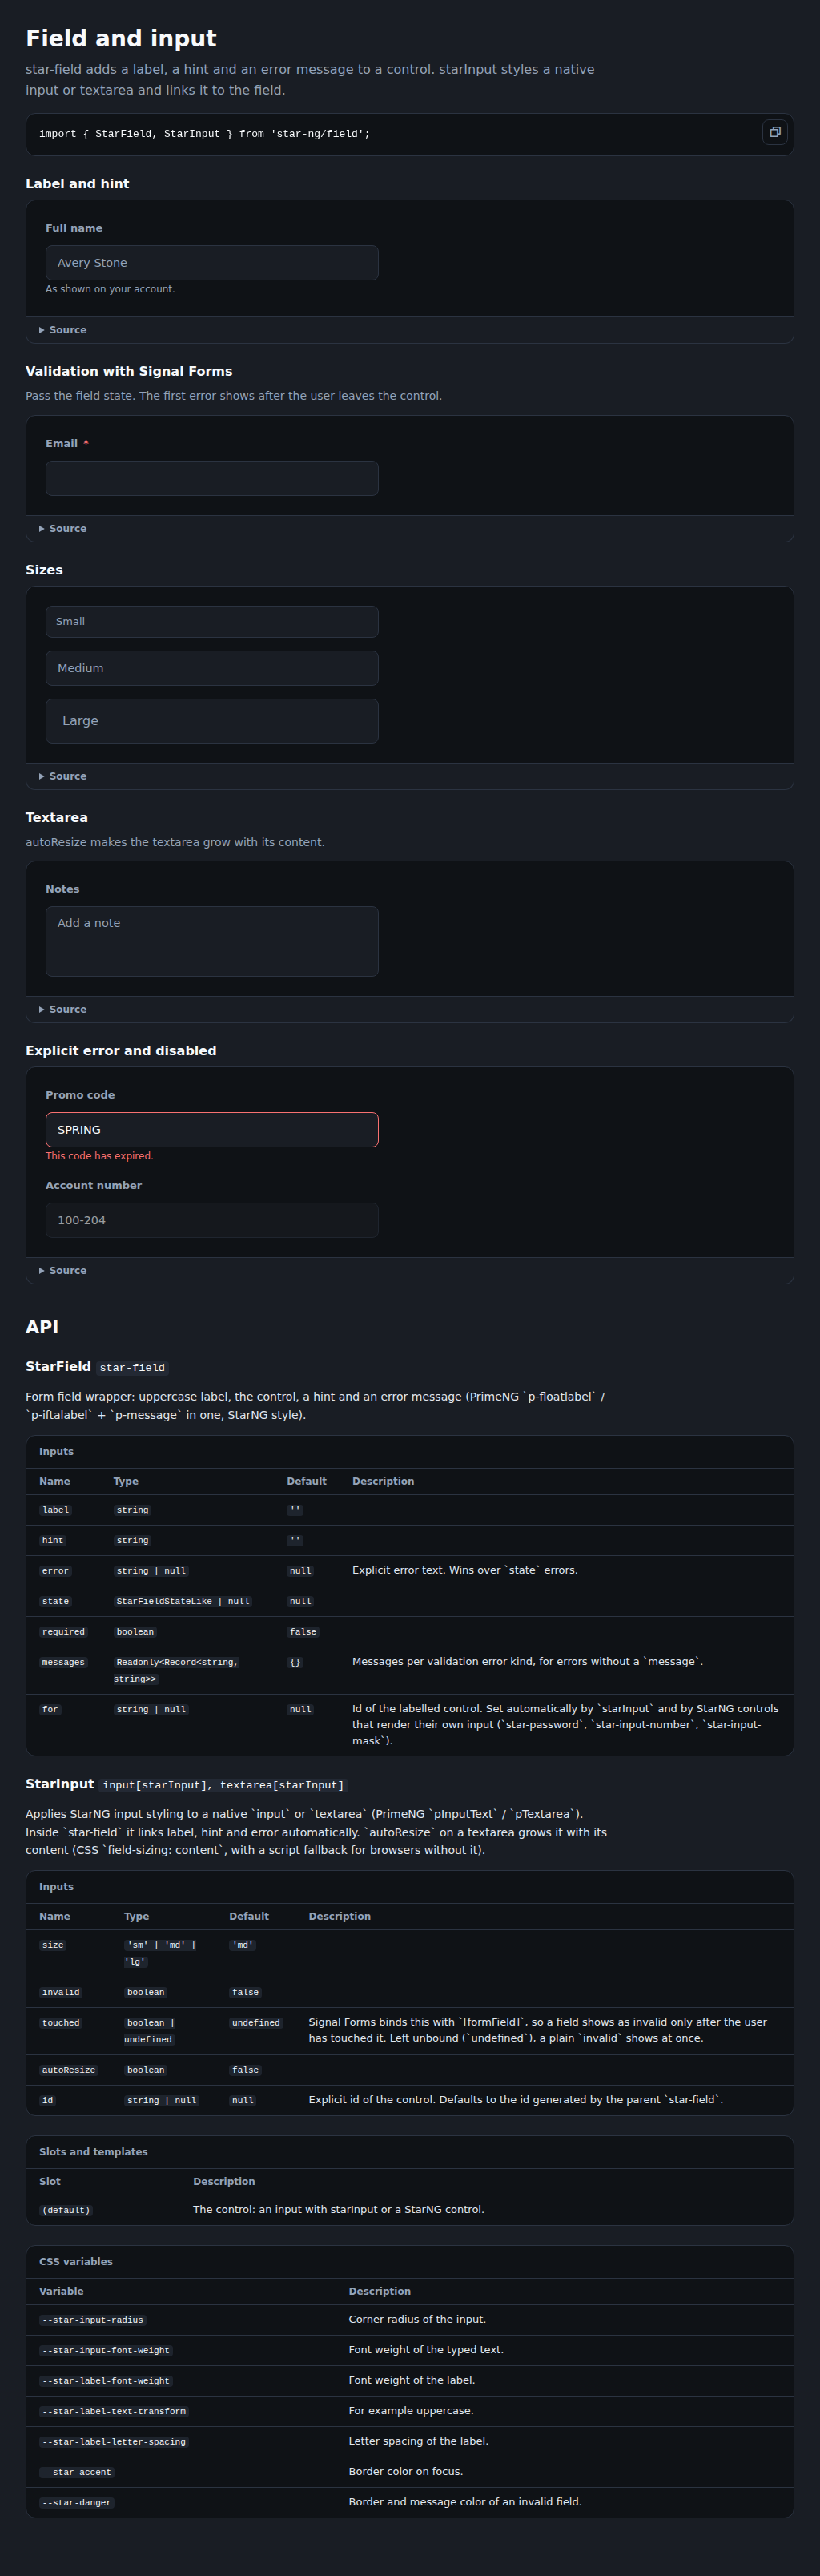 Field and input
star-field adds a label, a hint and an error message to a control. starInput styles a native
input or textarea and links it to the field.
import { StarField, StarInput } from 'star-ng/field';
Label and hint
Full name
Avery Stone
As shown on your account.
Source
Validation with Signal Forms
Pass the field state. The first error shows after the user leaves the control.
Email *
Source
Sizes
Small
Medium
Large
Source
Textarea
autoResize makes the textarea grow with its content.
Notes
Add a note
Source
Explicit error and disabled
Promo code
SPRING
This code has expired.
Account number
100-204
Source
API
StarField star-field
Form field wrapper: uppercase label, the control, a hint and an error message (PrimeNG `p-floatlabel` /
`p-iftalabel` + `p-message` in one, StarNG style).
Inputs
Name Type Default Description
label string ''
hint string ''
error string | null null Explicit error text. Wins over `state` errors.
state StarFieldStateLike | null null
required boolean false
messages Readonly<Record<string, {} Messages per validation error kind, for errors without a `message`.
string>>
for string | null null Id of the labelled control. Set automatically by `starInput` and by StarNG controls
that render their own input (`star-password`, `star-input-number`, `star-input-
mask`).
StarInput input[starInput], textarea[starInput]
Applies StarNG input styling to a native `input` or `textarea` (PrimeNG `pInputText` / `pTextarea`).
Inside `star-field` it links label, hint and error automatically. `autoResize` on a textarea grows it with its
content (CSS `field-sizing: content`, with a script fallback for browsers without it).
Inputs
Name Type Default Description
size 'sm' | 'md' | 'md'
'lg'
invalid boolean false
touched boolean | undefined Signal Forms binds this with `[formField]`, so a field shows as invalid only after the user
undefined has touched it. Left unbound (`undefined`), a plain `invalid` shows at once.
autoResize boolean false
id string | null null Explicit id of the control. Defaults to the id generated by the parent `star-field`.
Slots and templates
Slot Description
(default) The control: an input with starInput or a StarNG control.
CSS variables
Variable Description
--star-input-radius Corner radius of the input.
--star-input-font-weight Font weight of the typed text.
--star-label-font-weight Font weight of the label.
--star-label-text-transform For example uppercase.
--star-label-letter-spacing Letter spacing of the label.
--star-accent Border color on focus.
--star-danger Border and message color of an invalid field.